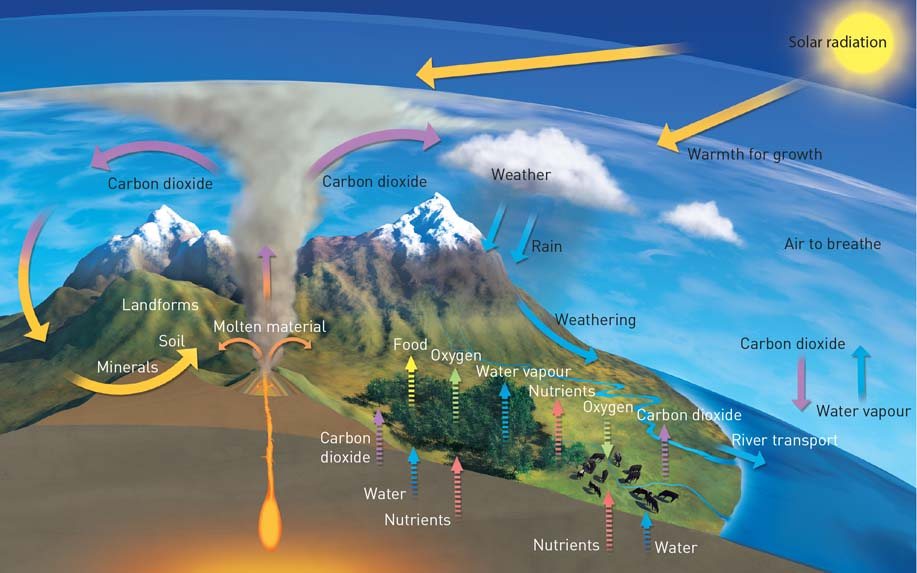 Solar radiation
Warmth for growth
Carbon dioxide
Carbon dioxide
Weather
Rain
Air to breathe
Landforms
Molten material
Soil
Minerals
Weathering
Food
Oxygen
Water vapour
Nutrients
Oxygen
Carbon dioxide
Carbon dioxide
Water vapour
River transport
Carbon
dioxide
Water
Nutrients
Nutrients
Water